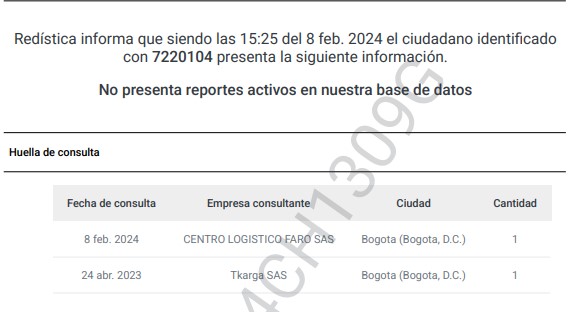 Redística informa que siendo las 15:25 del 8 feb. 2024 el ciudadano identificado
con 7220104 presenta la siguiente información.
No presenta reportes activos en nuestra base de datos
Huella de consulta
Fecha de consulta Empresa consultante Ciudad Cantidad
8 feb. 2024 CENTRO LOGISTICO FARO SAS Bogota (Bogota, D.C.) 1
24 abr. 2023 Tkarga SAS Bogota (Bogota, D.C.) 1
4CH1309G